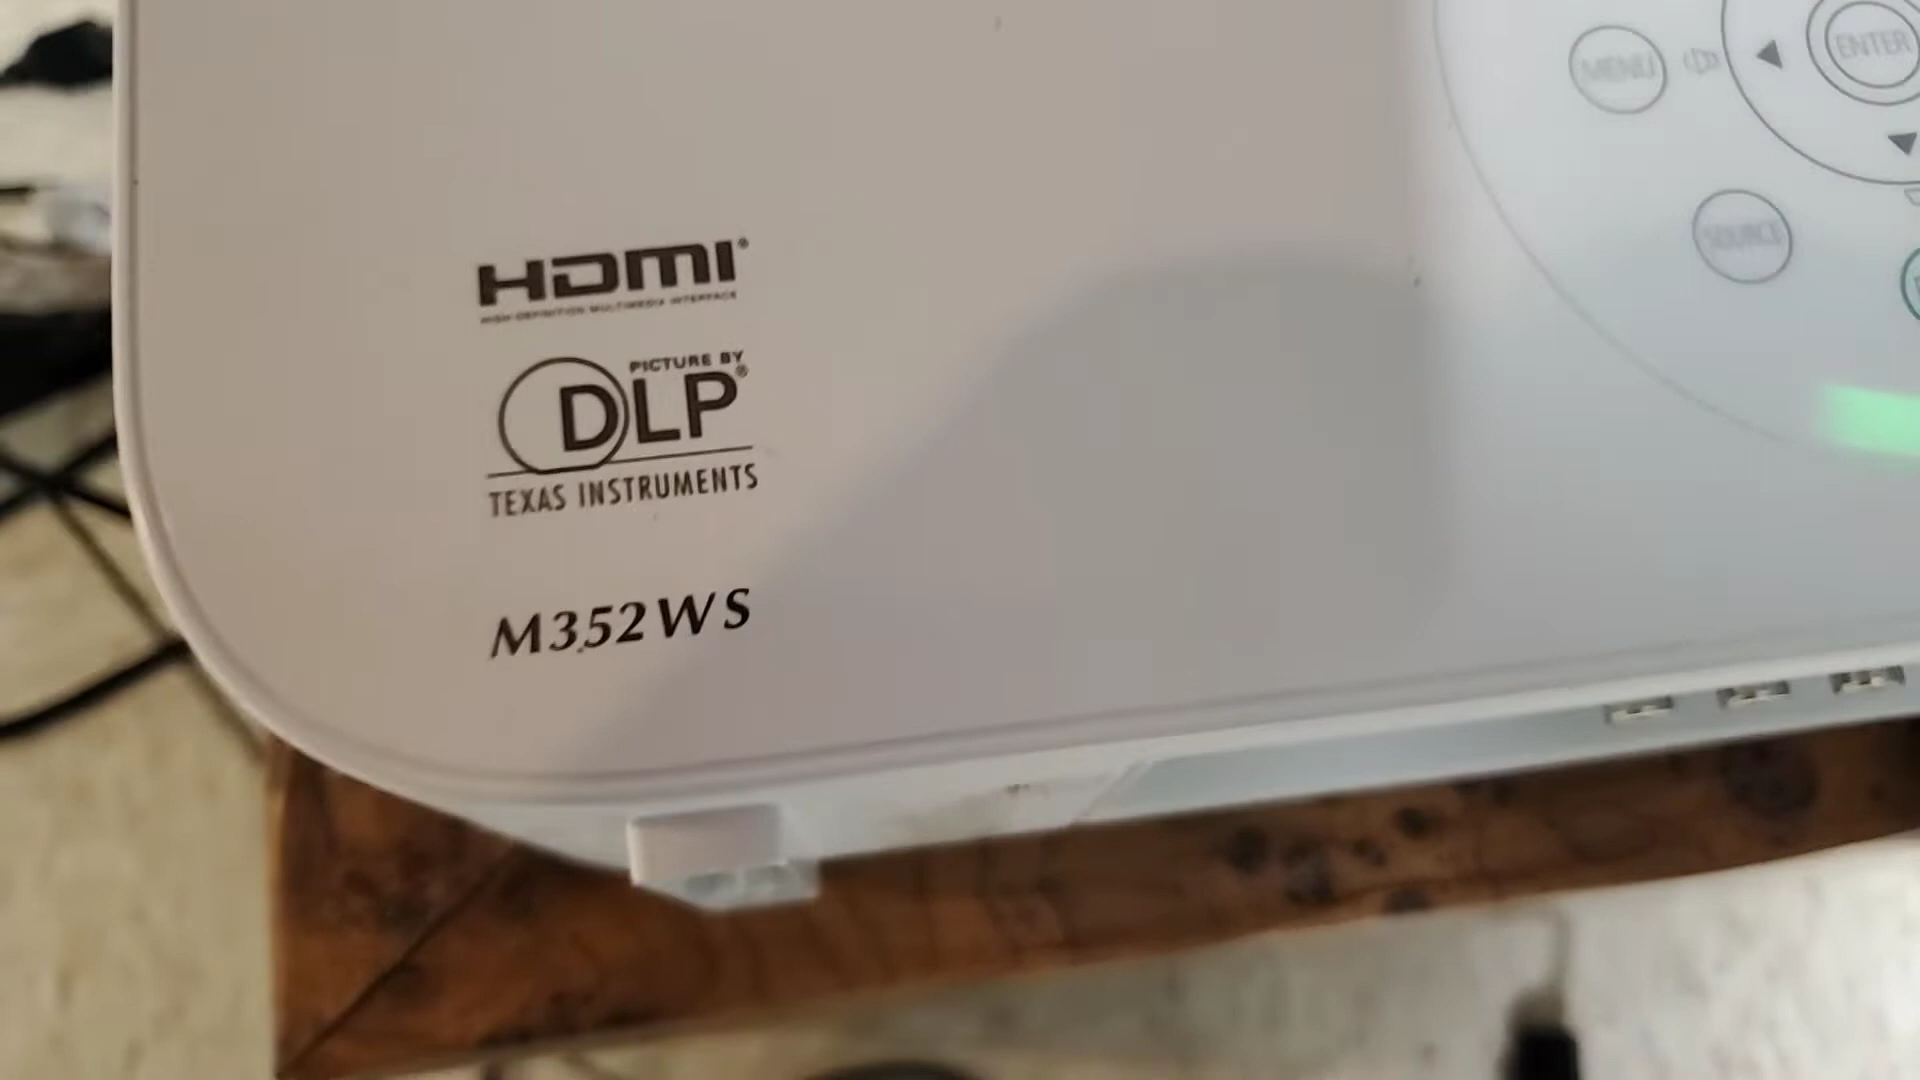 MENU
ENTER
SOURCE
HDMI®
HIGH-DEFINITION MULTIMEDIA INTERFACE
PICTURE BY
DLP®
TEXAS INSTRUMENTS
M352WS